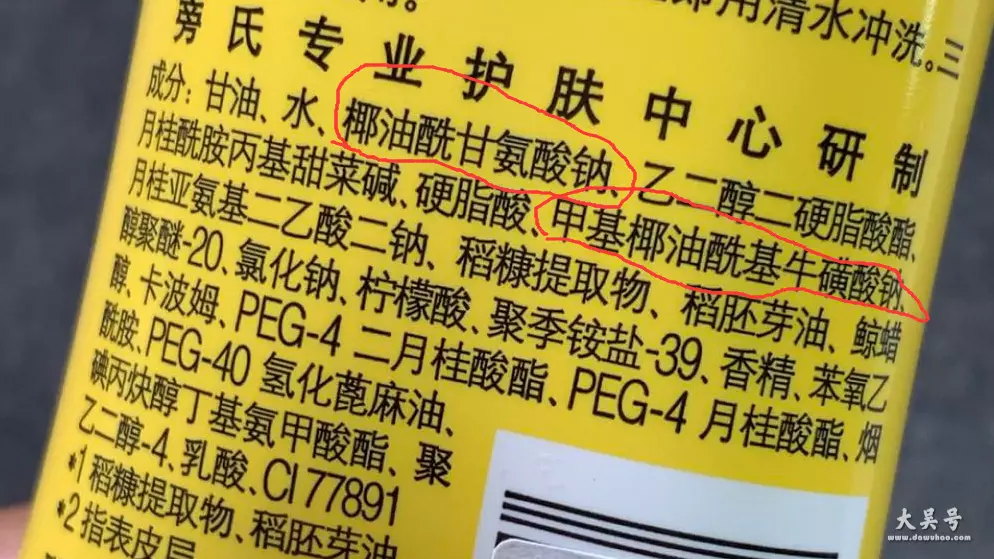 用清水冲洗。三
旁氏专业护肤中心研制
成分:甘油、水、椰油酰甘氨酸钠、乙二醇二硬脂酸酯、
月桂酰胺丙基甜菜碱、硬脂酸、甲基椰油酰基牛磺酸钠、
月桂亚氨基二乙酸二钠、稻糠提取物、稻胚芽油、鲸蜡
醇聚醚-20、氯化钠、柠檬酸、聚季铵盐-39、香精、苯氧乙
醇、卡波姆、PEG-4 二月桂酸酯、PEG-4 月桂酸酯、烟
酰胺、PEG-40 氢化蓖麻油、
碘丙炔醇丁基氨甲酸酯、聚
乙二醇-4、乳酸、CI 77891
*1 稻糠提取物、稻胚芽油
*2 指表皮层
大吴号
www.dawuhao.com